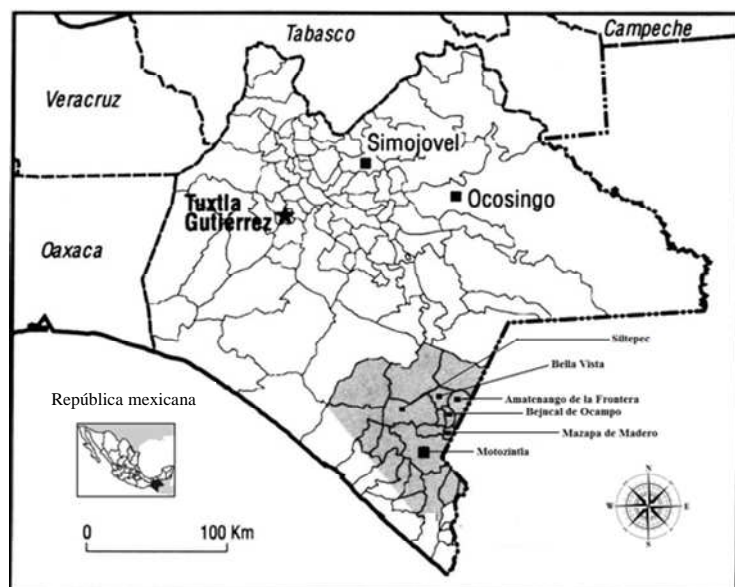 Tabasco
Campeche
Veracruz
Simojovel
Ocosingo
Tuxtla
Gutiérrez
Oaxaca
Siltepec
Bella Vista
República mexicana
Amatenango de la Frontera
Bejucal de Ocampo
Mazapa de Madero
Motozintla
N
W
E
S
0
100 Km